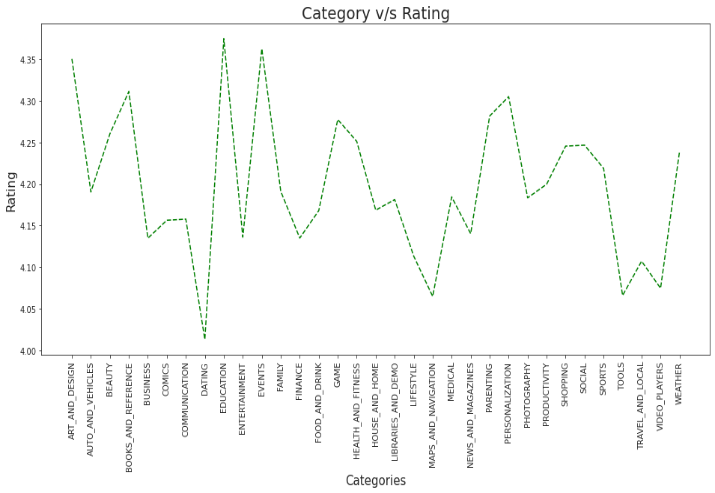 Category v/s Rating
Rating
4.35
4.30
4.25
4.20
4.15
4.10
4.05
4.00
ART_AND_DESIGN
AUTO_AND_VEHICLES
BEAUTY
BOOKS_AND_REFERENCE
BUSINESS
COMICS
COMMUNICATION
DATING
EDUCATION
ENTERTAINMENT
EVENTS
FAMILY
FINANCE
FOOD_AND_DRINK
GAME
HEALTH_AND_FITNESS
HOUSE_AND_HOME
LIBRARIES_AND_DEMO
LIFESTYLE
MAPS_AND_NAVIGATION
MEDICAL
NEWS_AND_MAGAZINES
PARENTING
PERSONALIZATION
PHOTOGRAPHY
PRODUCTIVITY
SHOPPING
SOCIAL
SPORTS
TOOLS
TRAVEL_AND_LOCAL
VIDEO_PLAYERS
WEATHER
Categories